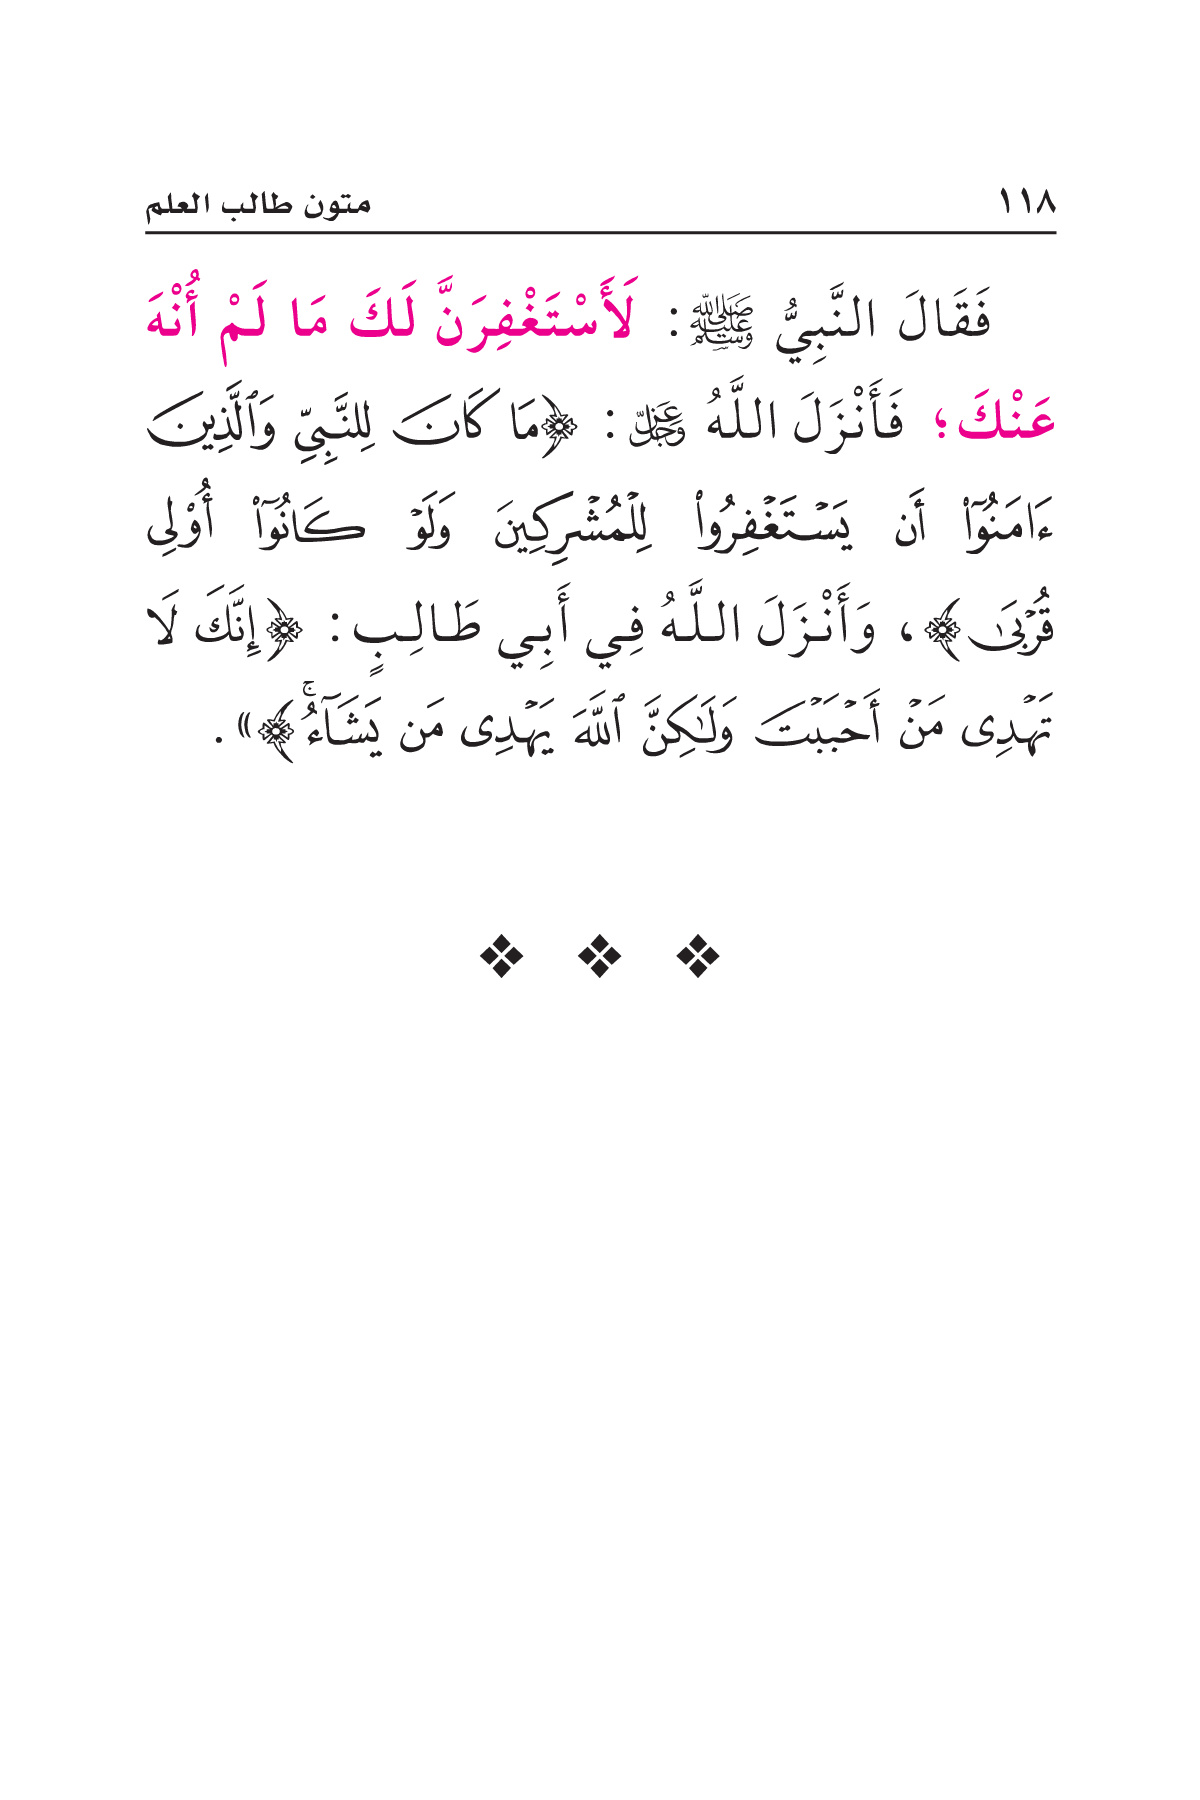 ١١٨ متون طالب العلم
فَقَالَ النَّبِيُّ ﷺ: لَأَسْتَغْفِرَنَّ لَكَ مَا لَمْ أُنْهَ
عَنْكَ؛ فَأَنْزَلَ اللَّهُ عَزَّ وَجَلَّ: ﴿مَا كَانَ لِلنَّبِيِّ وَٱلَّذِينَ
ءَامَنُوٓا۟ أَن يَسۡتَغۡفِرُوا۟ لِلۡمُشۡرِكِينَ وَلَوۡ كَانُوٓا۟ أُو۟لِى
قُرۡبَىٰ﴾، وَأَنْزَلَ اللَّهُ فِي أَبِي طَالِبٍ: ﴿إِنَّكَ لَا
تَهۡدِى مَنۡ أَحۡبَبۡتَ وَلَٰكِنَّ ٱللَّهَ يَهۡدِى مَن يَشَآءُۚ﴾».